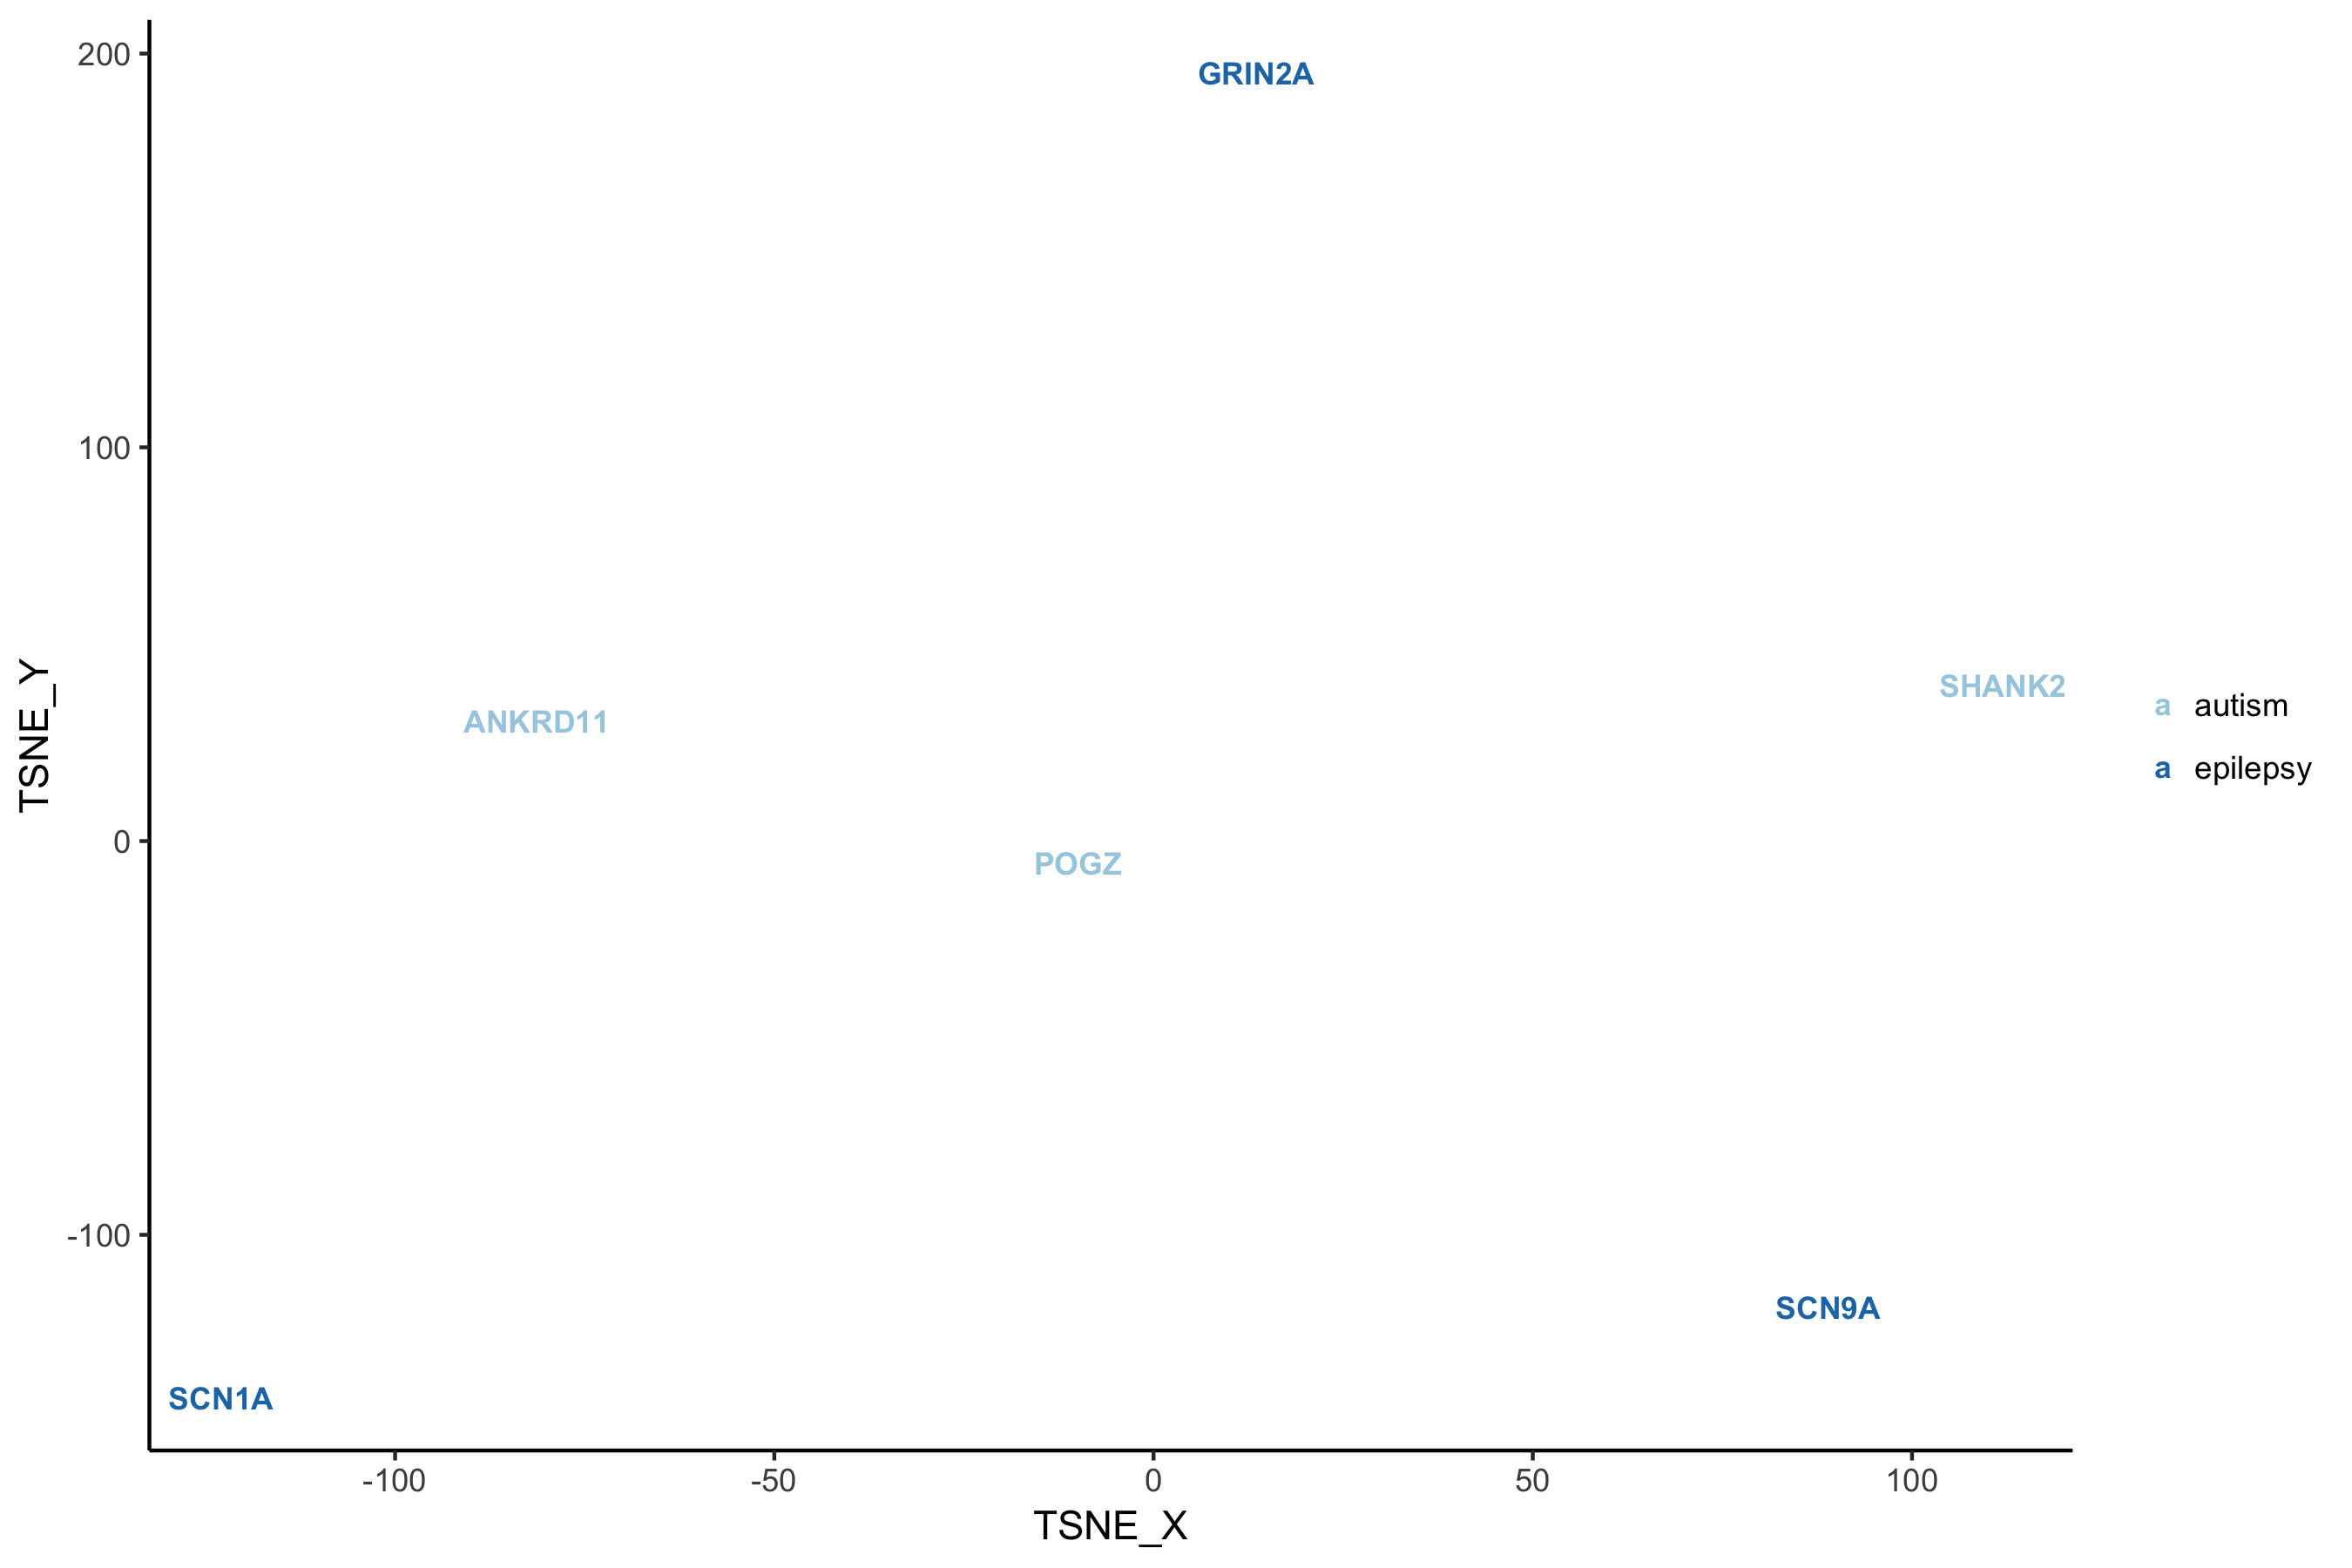 200
GRIN2A
100
TSNE_Y
SHANK2
ANKRD11
a autism
a epilepsy
0
POGZ
-100
SCN9A
SCN1A
-100 -50 0 50 100
TSNE_X